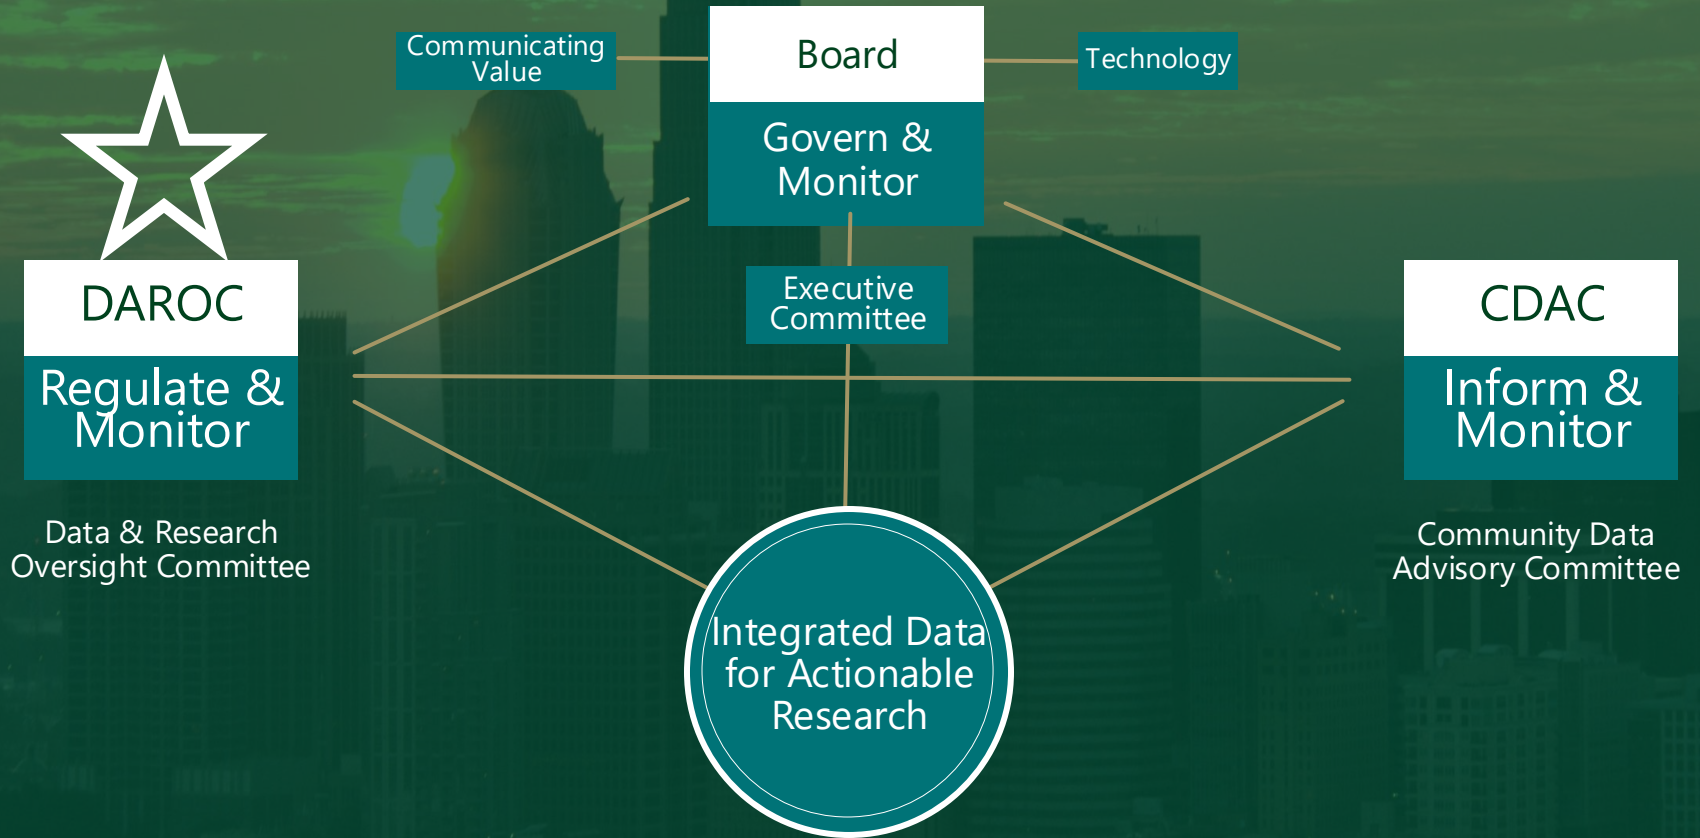 Communicating
Value
Board
Technology
Govern &
Monitor
Executive
Committee
DAROC
Regulate &
Monitor
Data & Research
Oversight Committee
CDAC
Inform &
Monitor
Community Data
Advisory Committee
Integrated Data
for Actionable
Research